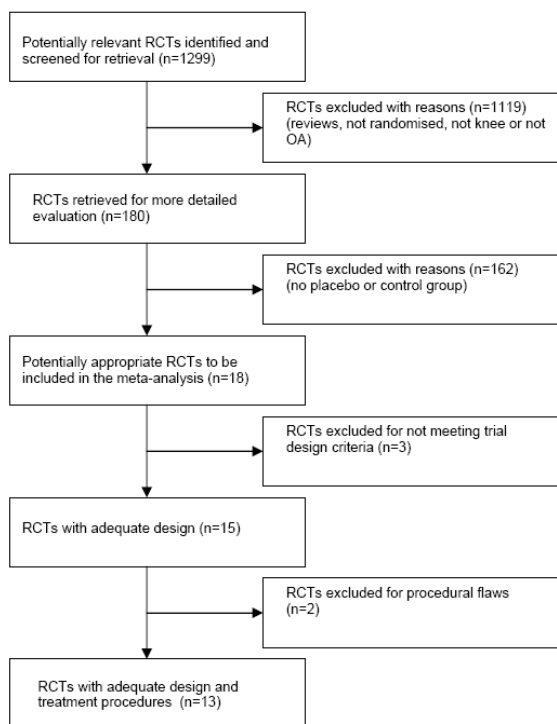 Potentially relevant RCTs identified and
screened for retrieval (n=1299)
RCTs excluded with reasons (n=1119)
(reviews, not randomised, not knee or not
OA)
RCTs retrieved for more detailed
evaluation (n=180)
RCTs excluded with reasons (n=162)
(no placebo or control group)
Potentially appropriate RCTs to be
included in the meta-analysis (n=18)
RCTs excluded for not meeting trial
design criteria (n=3)
RCTs with adequate design (n=15)
RCTs excluded for procedural flaws
(n=2)
RCTs with adequate design and
treatment procedures (n=13)